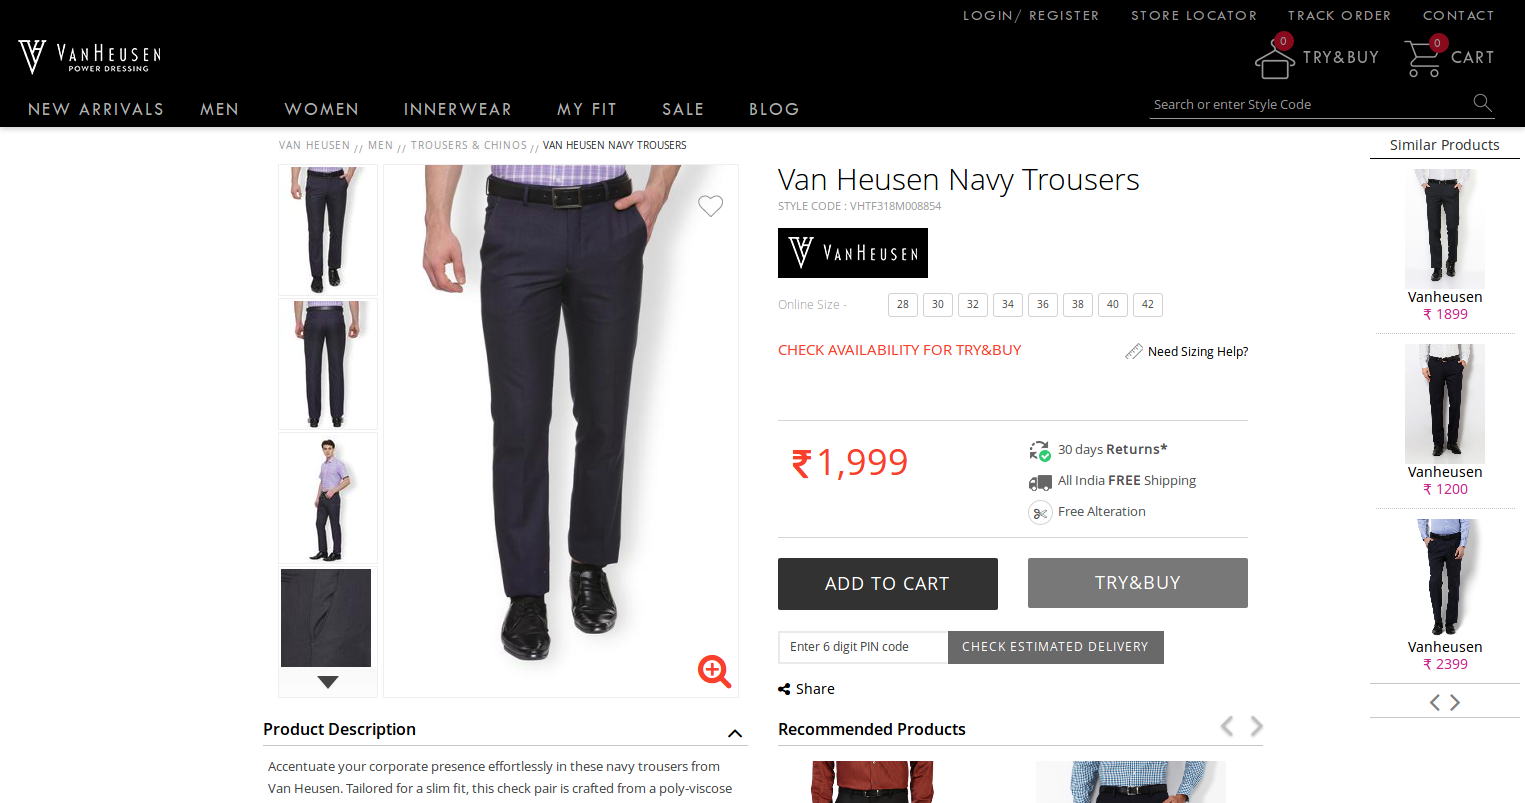 LOGIN/ REGISTER STORE LOCATOR TRACK ORDER CONTACT
VANHEUSEN
POWER DRESSING
0 TRY&BUY 0 CART
NEW ARRIVALS MEN WOMEN INNERWEAR MY FIT SALE BLOG
Search or enter Style Code
VAN HEUSEN // MEN // TROUSERS & CHINOS // VAN HEUSEN NAVY TROUSERS
Van Heusen Navy Trousers
STYLE CODE : VHTF318M008854
VANHEUSEN
Online Size - 28 30 32 34 36 38 40 42
CHECK AVAILABILITY FOR TRY&BUY
Need Sizing Help?
₹1,999
30 days Returns*
All India FREE Shipping
Free Alteration
ADD TO CART TRY&BUY
Enter 6 digit PIN code CHECK ESTIMATED DELIVERY
Share
Product Description
Accentuate your corporate presence effortlessly in these navy trousers from
Van Heusen. Tailored for a slim fit, this check pair is crafted from a poly-viscose
Recommended Products
Similar Products
Vanheusen
₹ 1899
Vanheusen
₹ 1200
Vanheusen
₹ 2399